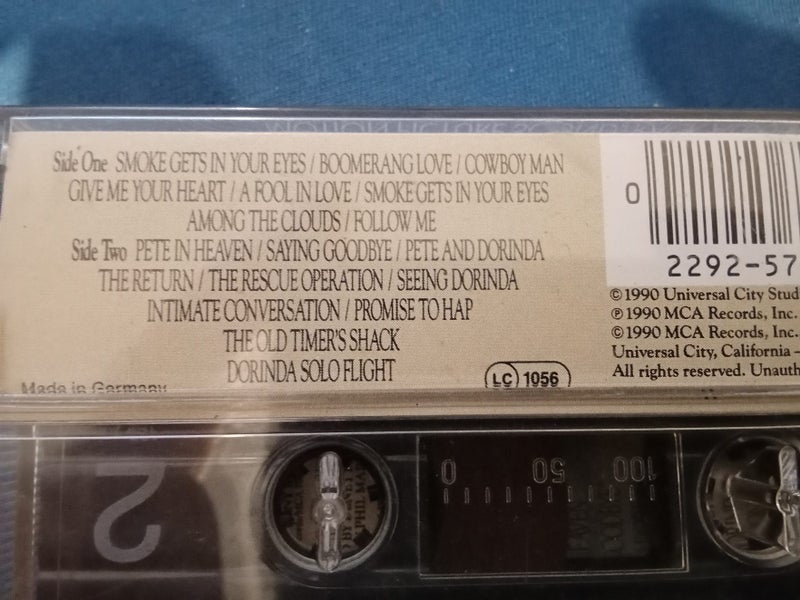 Side One SMOKE GETS IN YOUR EYES / BOOMERANG LOVE / COWBOY MAN
GIVE ME YOUR HEART / A FOOL IN LOVE / SMOKE GETS IN YOUR EYES
AMONG THE CLOUDS / FOLLOW ME
Side Two PETE IN HEAVEN / SAYING GOODBYE / PETE AND DORINDA
THE RETURN / THE RESCUE OPERATION / SEEING DORINDA
INTIMATE CONVERSATION / PROMISE TO HAP
THE OLD TIMER'S SHACK
DORINDA SOLO FLIGHT
Made in Germany
LC 1056
0
2292-57
©1990 Universal City Stud
℗1990 MCA Records, Inc.
©1990 MCA Records, Inc.
Universal City, California –
All rights reserved. Unauth
2
0 50 100